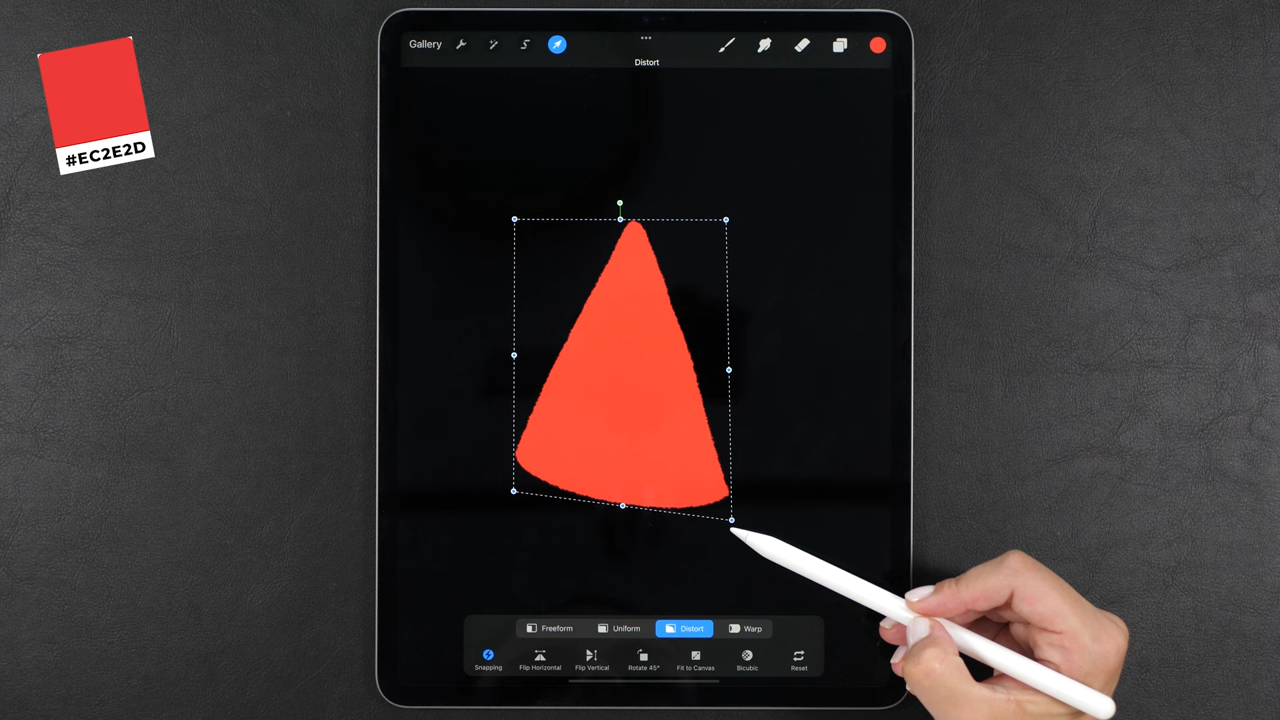 Gallery
Distort
#EC2E2D
Freeform
Uniform
Distort
Warp
Snapping
Flip Horizontal
Flip Vertical
Rotate 45°
Fit to Canvas
Bicubic
Reset